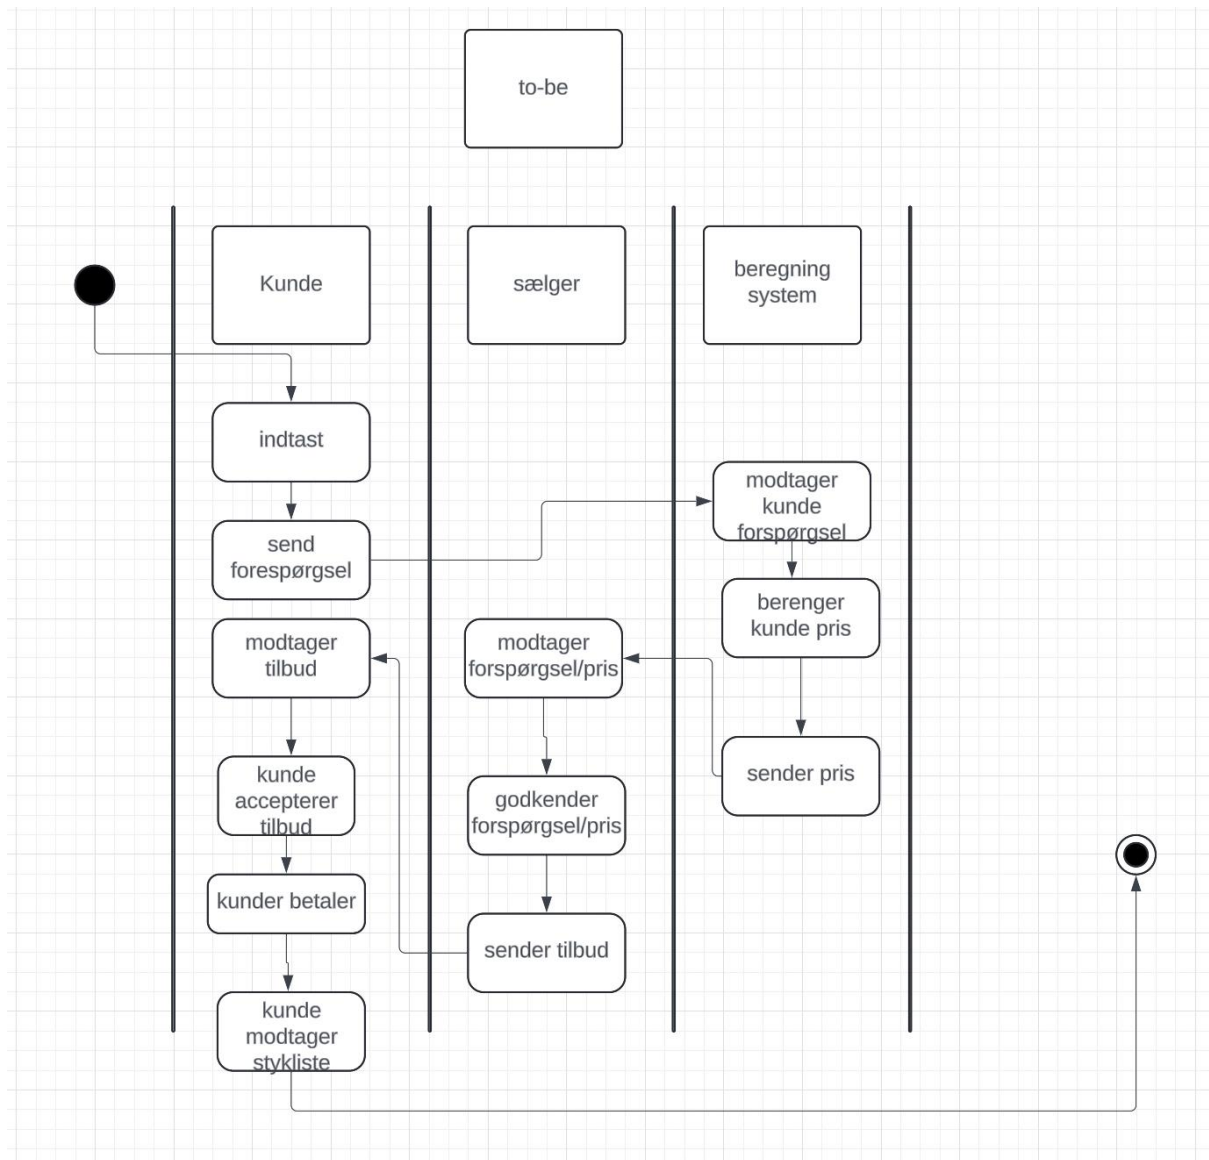 to-be
Kunde
sælger
beregning
system
indtast
send
forespørgsel
modtager
kunde
forspørgsel
berenger
kunde pris
sender pris
modtager
forspørgsel/pris
godkender
forspørgsel/pris
sender tilbud
modtager
tilbud
kunde
accepterer
tilbud
kunder betaler
kunde
modtager
stykliste